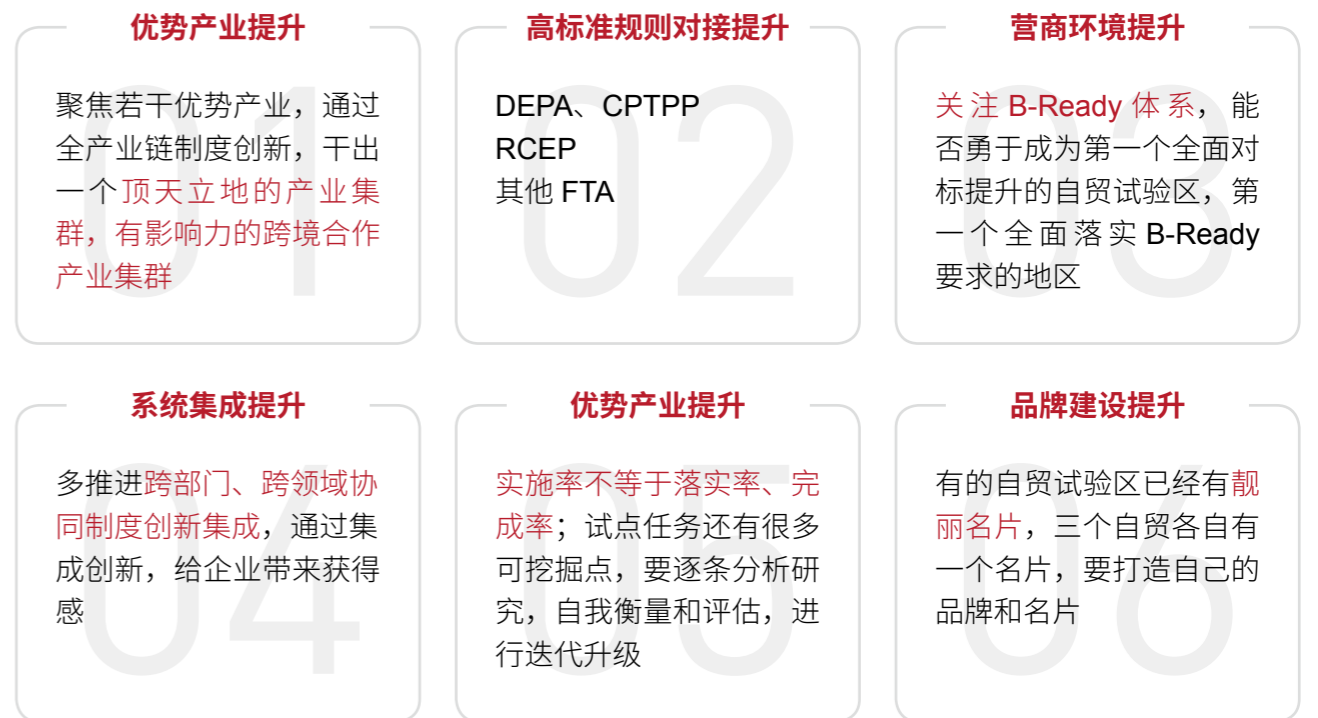 优势产业提升
01
聚焦若干优势产业，通过
全产业链制度创新，干出
一个顶天立地的产业集
群，有影响力的跨境合作
产业集群
高标准规则对接提升
02
DEPA、CPTPP
RCEP
其他 FTA
营商环境提升
03
关注 B-Ready 体系，能
否勇于成为第一个全面对
标提升的自贸试验区，第
一个全面落实 B-Ready
要求的地区
系统集成提升
04
多推进跨部门、跨领域协
同制度创新集成，通过集
成创新，给企业带来获得
感
优势产业提升
05
实施率不等于落实率、完
成率；试点任务还有很多
可挖掘点，要逐条分析研
究，自我衡量和评估，进
行迭代升级
品牌建设提升
06
有的自贸试验区已经有靓
丽名片，三个自贸各自有
一个名片，要打造自己的
品牌和名片